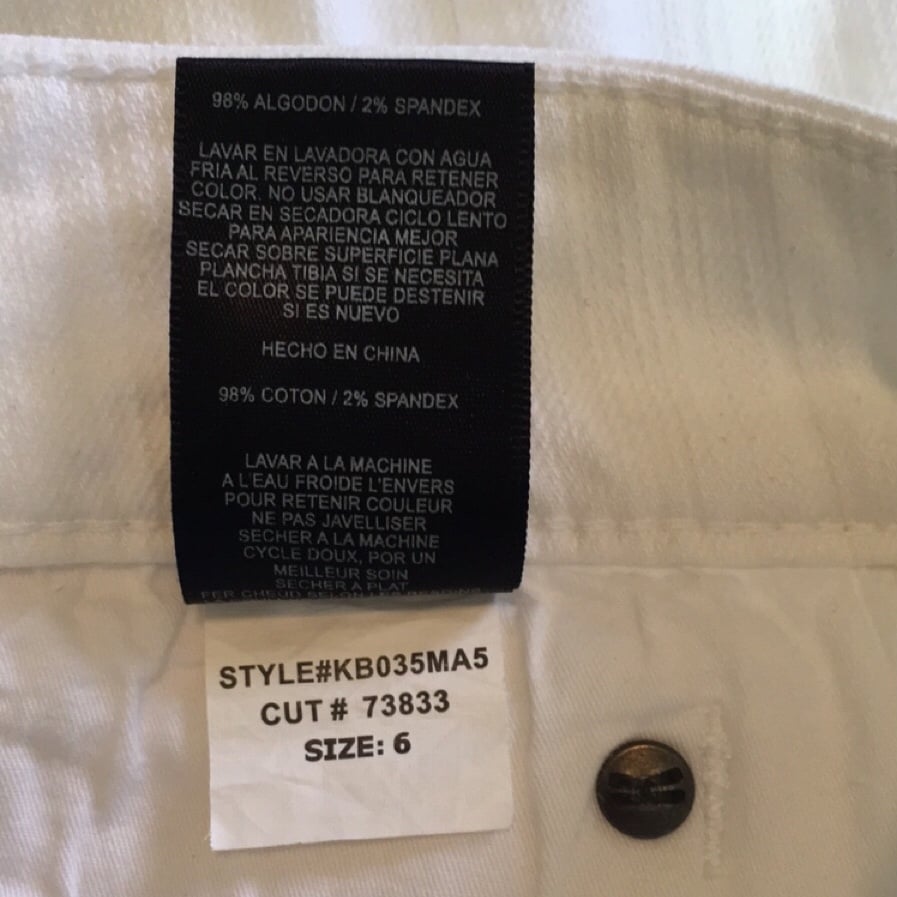 98% ALGODON / 2% SPANDEX
LAVAR EN LAVADORA CON AGUA
FRIA AL REVERSO PARA RETENER
COLOR. NO USAR BLANQUEADOR
SECAR EN SECADORA CICLO LENTO
PARA APARIENCIA MEJOR
SECAR SOBRE SUPERFICIE PLANA
PLANCHA TIBIA SI SE NECESITA
EL COLOR SE PUEDE DESTENIR
SI ES NUEVO
HECHO EN CHINA
98% COTON / 2% SPANDEX
LAVAR A LA MACHINE
A L'EAU FROIDE L'ENVERS
POUR RETENIR COULEUR
NE PAS JAVELLISER
SECHER A LA MACHINE
CYCLE DOUX, POR UN
MEILLEUR SOIN
SECHER A PLAT
FER CHEUD SELON LES
STYLE#KB035MA5
CUT # 73833
SIZE: 6